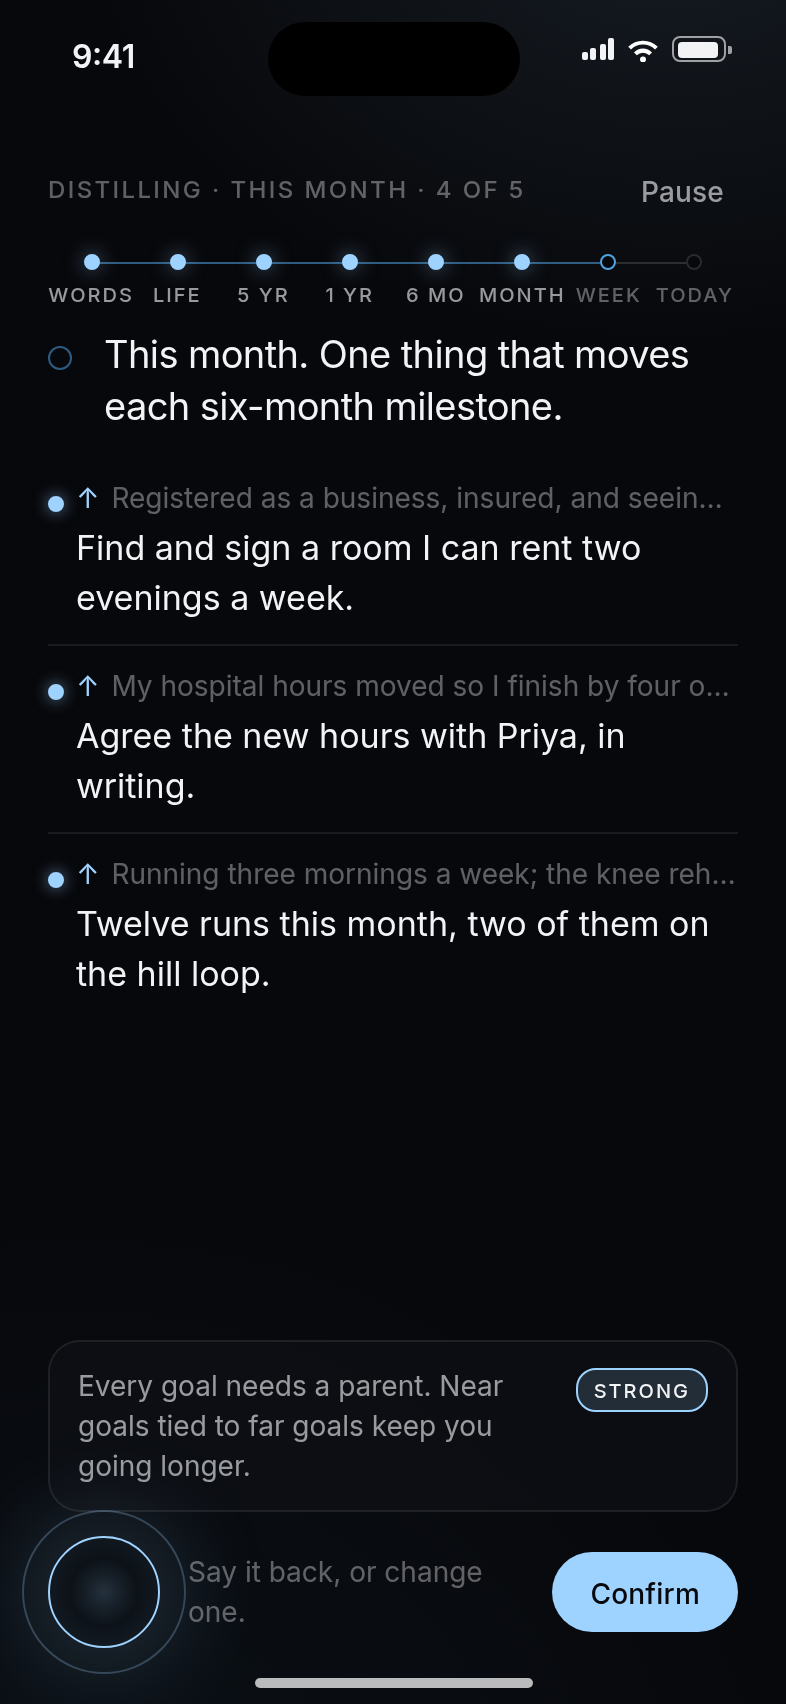 9:41
DISTILLING · THIS MONTH · 4 OF 5
Pause
WORDS LIFE 5 YR 1 YR 6 MO MONTH WEEK TODAY
This month. One thing that moves
each six-month milestone.
↑ Registered as a business, insured, and seein...
Find and sign a room I can rent two
evenings a week.
↑ My hospital hours moved so I finish by four o...
Agree the new hours with Priya, in
writing.
↑ Running three mornings a week; the knee reh...
Twelve runs this month, two of them on
the hill loop.
Every goal needs a parent. Near
goals tied to far goals keep you
going longer.
STRONG
Say it back, or change
one.
Confirm